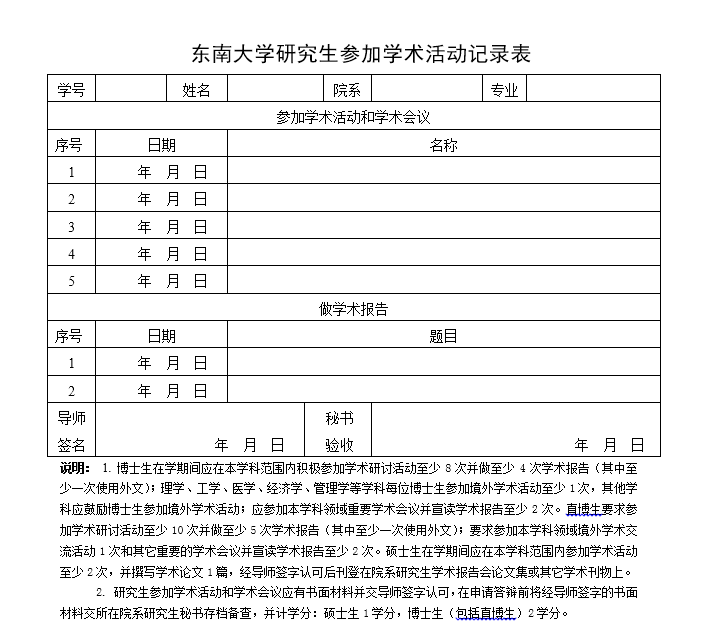 东南大学研究生参加学术活动记录表
学号 姓名 院系 专业
参加学术活动和学术会议
序号 日期 名称
1 年 月 日
2 年 月 日
3 年 月 日
4 年 月 日
5 年 月 日
做学术报告
序号 日期 题目
1 年 月 日
2 年 月 日
导师 秘书
签名 年 月 日 验收 年 月 日
说明: 1.博士生在学期间应在本学科范围内积极参加学术研讨活动至少 8 次并做至少 4 次学术报告(其中至
少一次使用外文);理学、工学、医学、经济学、管理学等学科每位博士生参加境外学术活动至少 1 次,其他学
科应鼓励博士生参加境外学术活动;应参加本学科领域重要学术会议并宣读学术报告至少 2 次。直博生要求参
加学术研讨活动至少 10 次并做至少 5 次学术报告(其中至少一次使用外文);要求参加本学科领域境外学术交
流活动 1 次和其它重要的学术会议并宣读学术报告至少 2 次。硕士生在学期间应在本学科范围内参加学术活动
至少 2 次,并撰写学术论文 1 篇,经导师签字认可后刊登在院系研究生学术报告会论文集或其它学术刊物上。
2. 研究生参加学术活动和学术会议应有书面材料并交导师签字认可,在申请答辩前将经导师签字的书面
材料交所在院系研究生秘书存档备查,并计学分:硕士生 1 学分,博士生(包括直博生)2 学分。